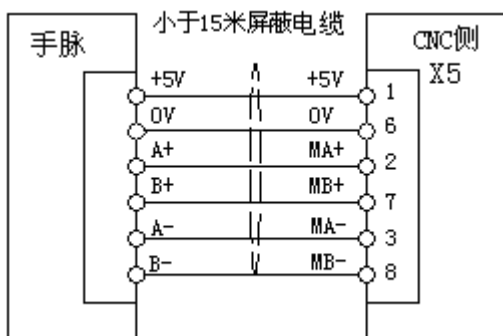 小于15米屏蔽电缆
手脉
CNC侧
X5
+5V +5V 1
0V 0V 6
A+ MA+ 2
B+ MB+ 7
A- MA- 3
B- MB- 8